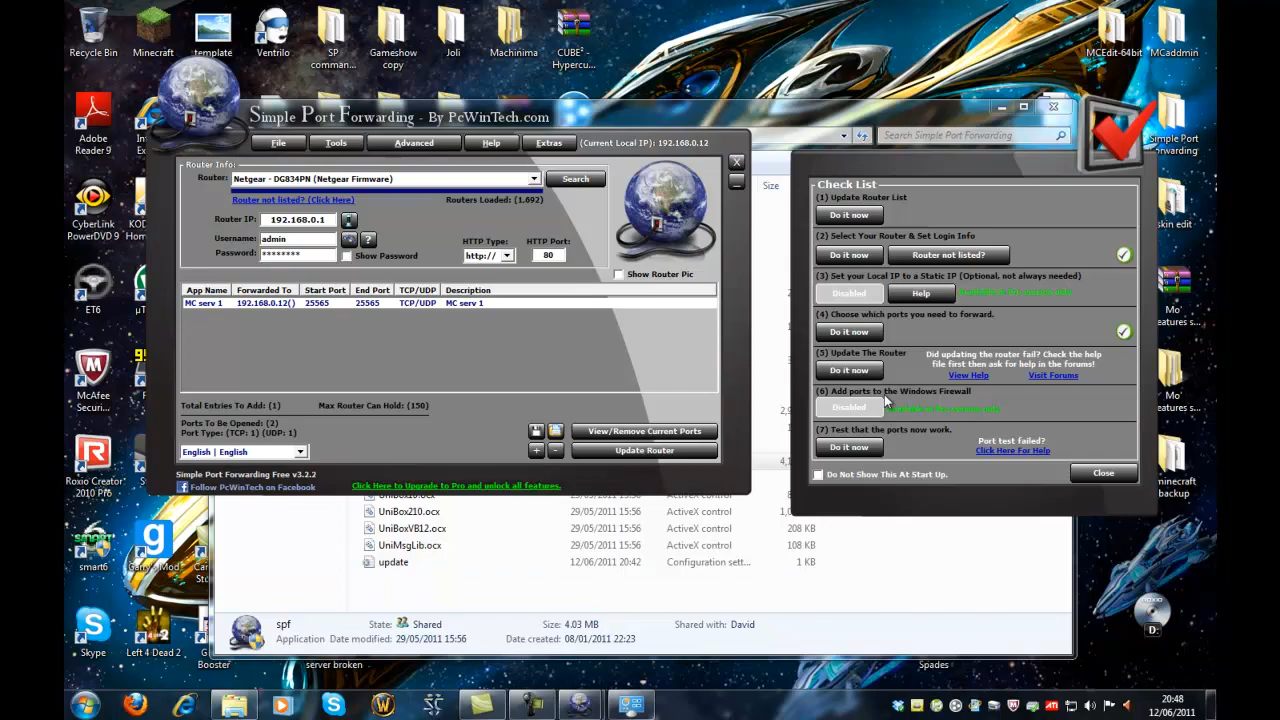 Recycle Bin
Minecraft
template
Ventrilo
SP
comman...
Gameshow
copy
Joli
Machinima
CUBE² -
Hypercu...
MCEdit-64bit
MCadmin
Adobe
Reader 9
CyberLink
PowerDVD 9
ET6
McAfee
Securi...
Roxio Creator
2010 Pro
smart6
Garry's Mod
Skype
Left 4 Dead 2
Booster
server broken
Simple Port Forwarding - By PcWinTech.com
File
Tools
Advanced
Help
Extras
(Current Local IP): 192.168.0.12
Router Info:
Router:
Netgear - DG834PN (Netgear Firmware)
Search
Router not listed? (Click Here)
Routers Loaded: (1,692)
Router IP:
192.168.0.1
Username:
admin
?
HTTP Type:
HTTP Port:
Password:
********
Show Password
http://
80
Show Router Pic
App Name
Forwarded To
Start Port
End Port
TCP/UDP
Description
MC serv 1
192.168.0.12()
25565
25565
TCP/UDP
MC serv 1
Total Entries To Add: (1)
Max Router Can Hold: (150)
Ports To Be Opened: (2)
Port Type: (TCP: 1) (UDP: 1)
View/Remove Current Ports
English | English
+
-
Update Router
Simple Port Forwarding Free v3.2.2
Follow PcWinTech on Facebook
Click Here to Upgrade to Pro and unlock all features.
Search Simple Port Forwarding
Size
Check List
(1) Update Router List
Do it now
(2) Select Your Router & Set Login Info
Do it now
Router not listed?
(3) Set your Local IP to a Static IP (Optional, not always needed)
Disabled
Help
(4) Choose which ports you need to forward.
Do it now
(5) Update The Router
Do it now
Did updating the router fail? Check the help
file first then ask for help in the forums!
View Help
Visit Forums
(6) Add ports to the Windows Firewall
Disabled
(7) Test that the ports now work.
Do it now
Port test failed?
Click Here For Help
Do Not Show This At Start Up.
Close
Simple Port
Forwarding
skin edit
Mo'
features s...
Mo'
features s...
minecraft
backup
D:
UniBox210.ocx
29/05/2011 15:56
ActiveX control
UniBoxVB12.ocx
29/05/2011 15:56
ActiveX control
208 KB
UniMsgLib.ocx
29/05/2011 15:56
ActiveX control
108 KB
update
12/06/2011 20:42
Configuration sett...
1 KB
spf
State:
Shared
Size: 4.03 MB
Shared with: David
Application
Date modified: 29/05/2011 15:56
Date created: 08/01/2011 22:23
Spades
20:48
12/06/2011